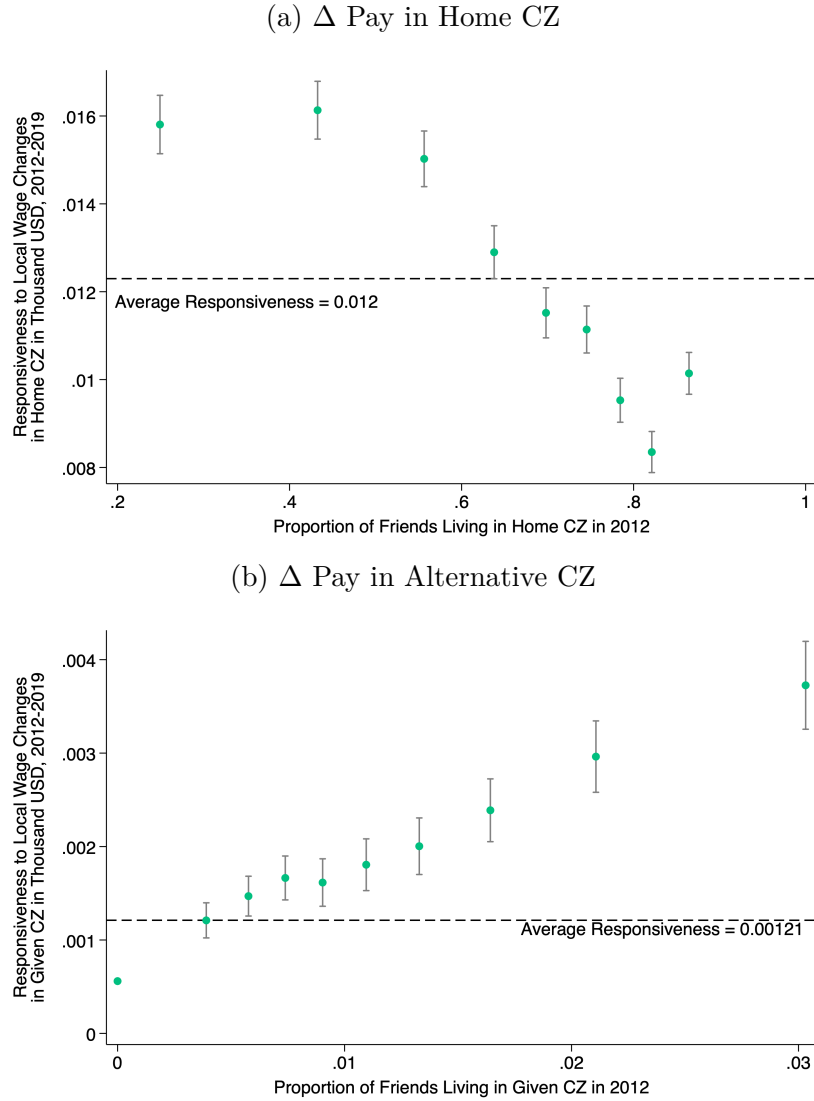 (a) Δ Pay in Home CZ
Responsiveness to Local Wage Changes
in Home CZ in Thousand USD, 2012-2019
.016
.014
.012
.01
.008
Average Responsiveness = 0.012
.2
.4
.6
.8
1
Proportion of Friends Living in Home CZ in 2012
(b) Δ Pay in Alternative CZ
Responsiveness to Local Wage Changes
in Given CZ in Thousand USD, 2012-2019
.004
.003
.002
.001
0
Average Responsiveness = 0.00121
0
.01
.02
.03
Proportion of Friends Living in Given CZ in 2012